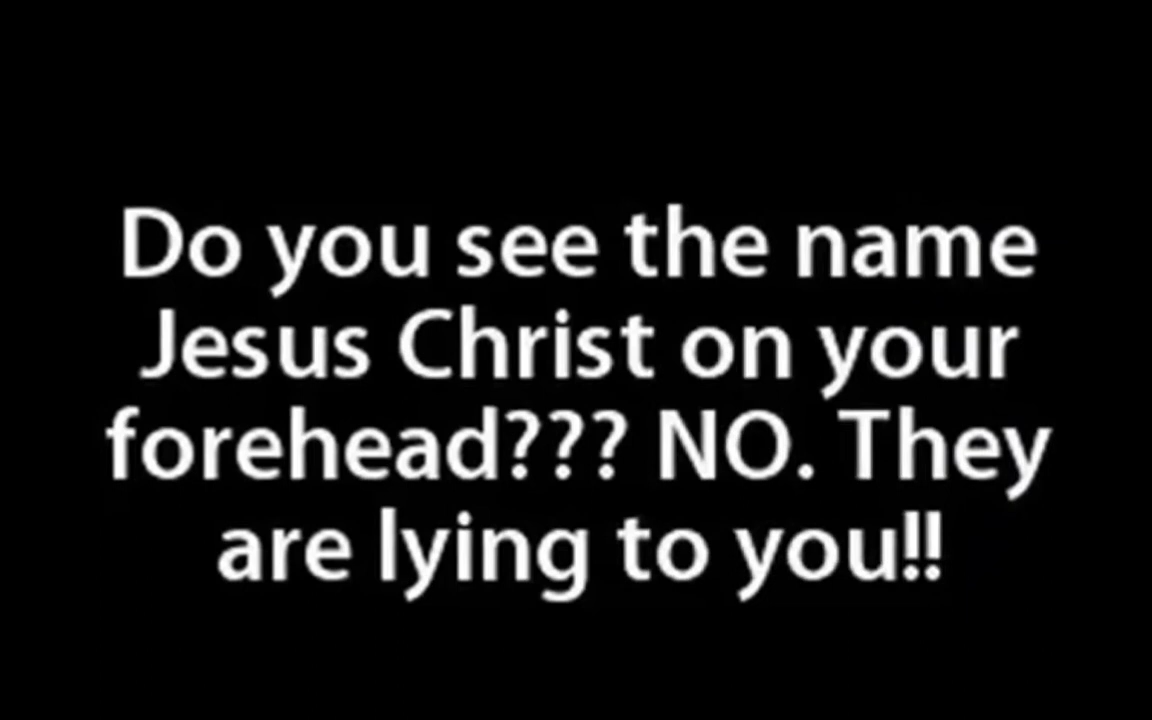 Do you see the name
Jesus Christ on your
forehead??? NO. They
are lying to you!!